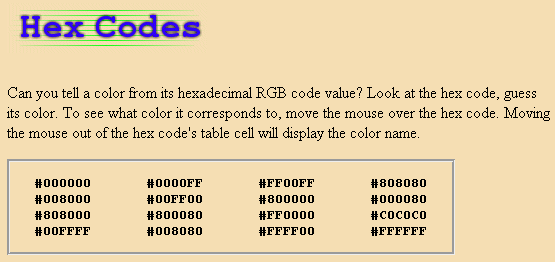 Hex Codes
Can you tell a color from its hexadecimal RGB code value? Look at the hex code, guess
its color. To see what color it corresponds to, move the mouse over the hex code. Moving
the mouse out of the hex code's table cell will display the color name.
#000000 #0000FF #FF00FF #808080
#008000 #00FF00 #800000 #000080
#808000 #800080 #FF0000 #C0C0C0
#00FFFF #008080 #FFFF00 #FFFFFF